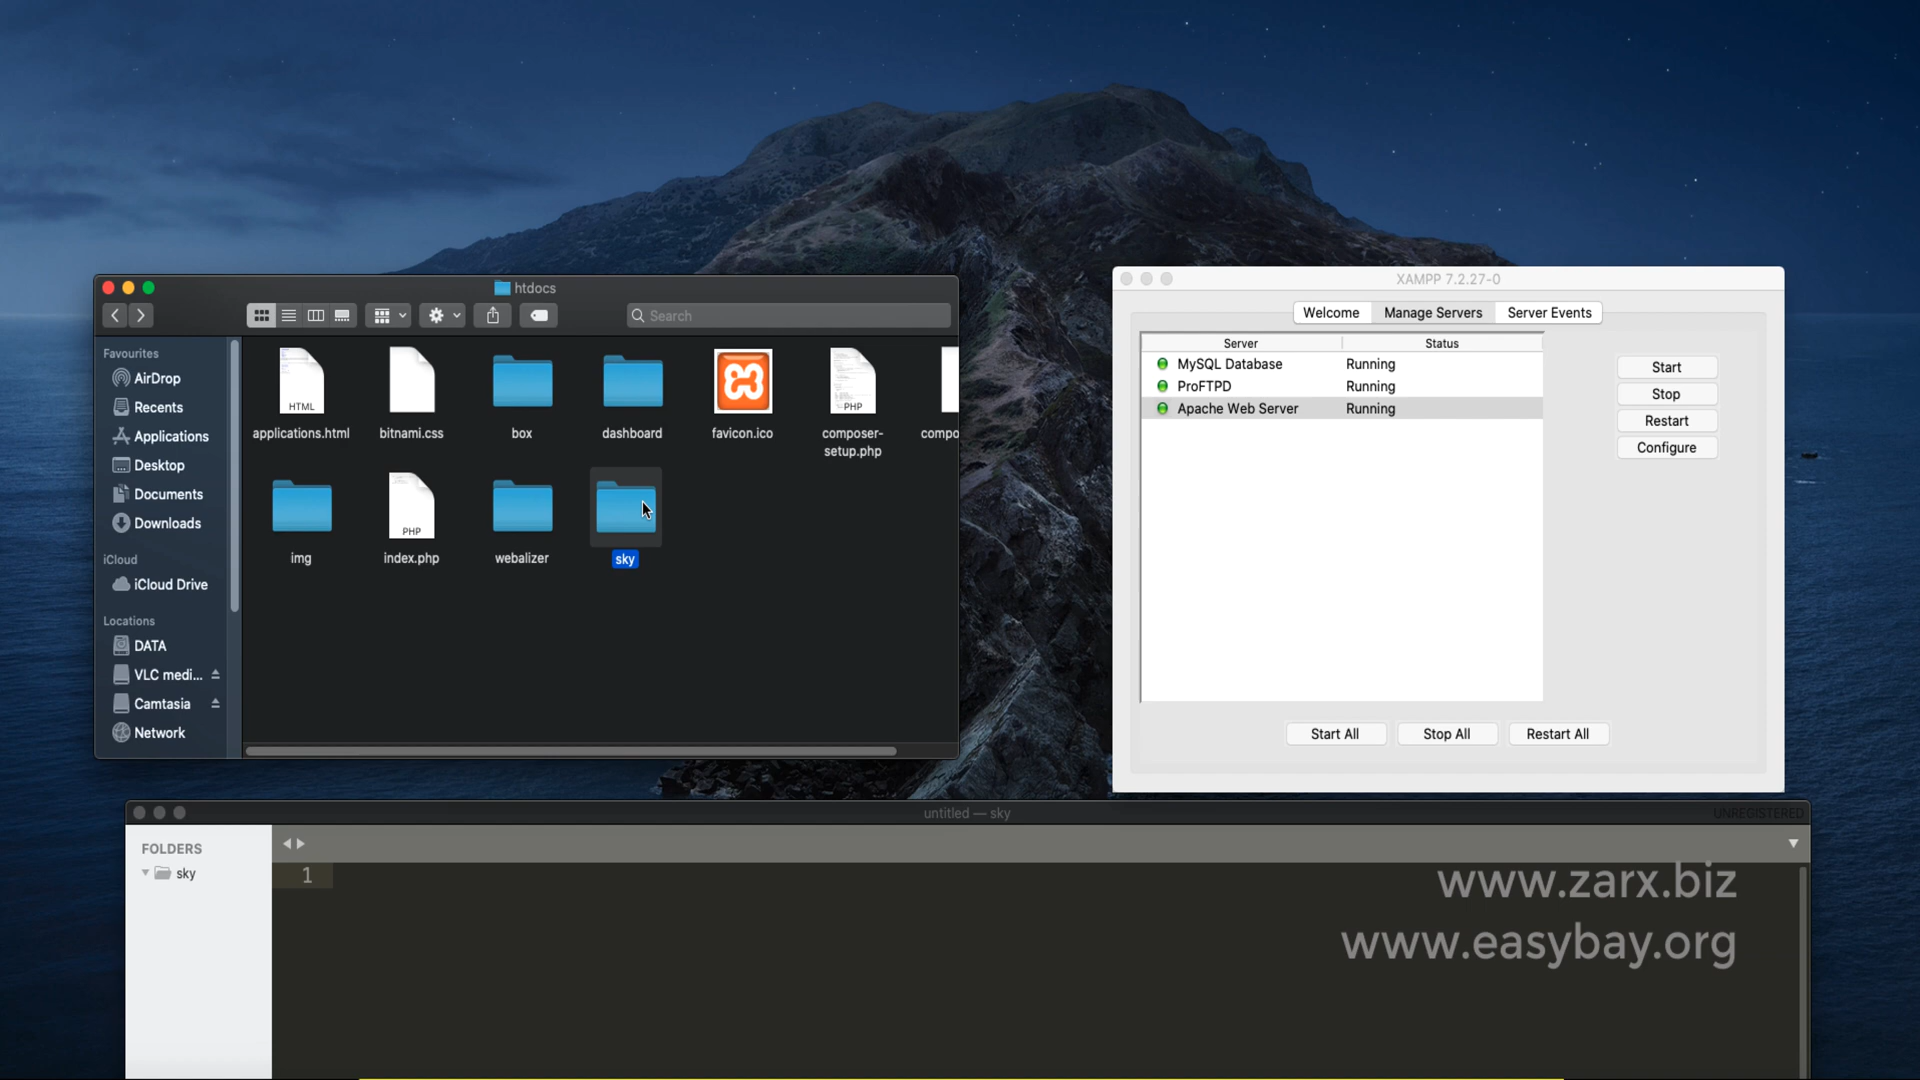 htdocs
Search
Favourites
AirDrop
Recents
Applications
Desktop
Documents
Downloads
iCloud
iCloud Drive
Locations
DATA
VLC medi...
Camtasia
Network
HTML
PHP
applications.html
bitnami.css
box
dashboard
favicon.ico
composer-
setup.php
compo
PHP
img
index.php
webalizer
sky
XAMPP 7.2.27-0
Welcome
Manage Servers
Server Events
Server Status
MySQL Database Running
ProFTPD Running
Apache Web Server Running
Start
Stop
Restart
Configure
Start All
Stop All
Restart All
untitled — sky
UNREGISTERED
FOLDERS
sky
1
www.zarx.biz
www.easybay.org